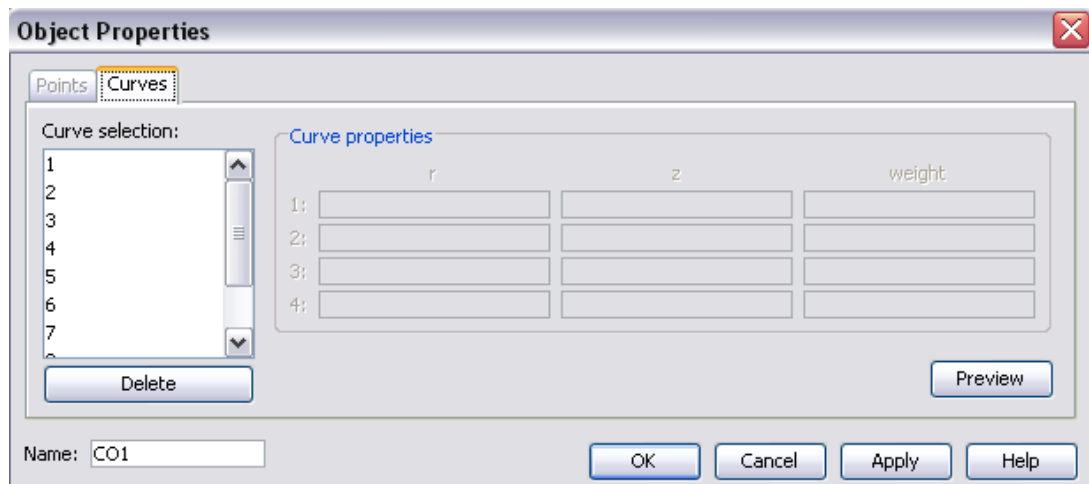 Object Properties
Points Curves
Curve selection:
1
2
3
4
5
6
7
Delete
Curve properties
r z weight
1:
2:
3:
4:
Preview
Name: CO1
OK Cancel Apply Help